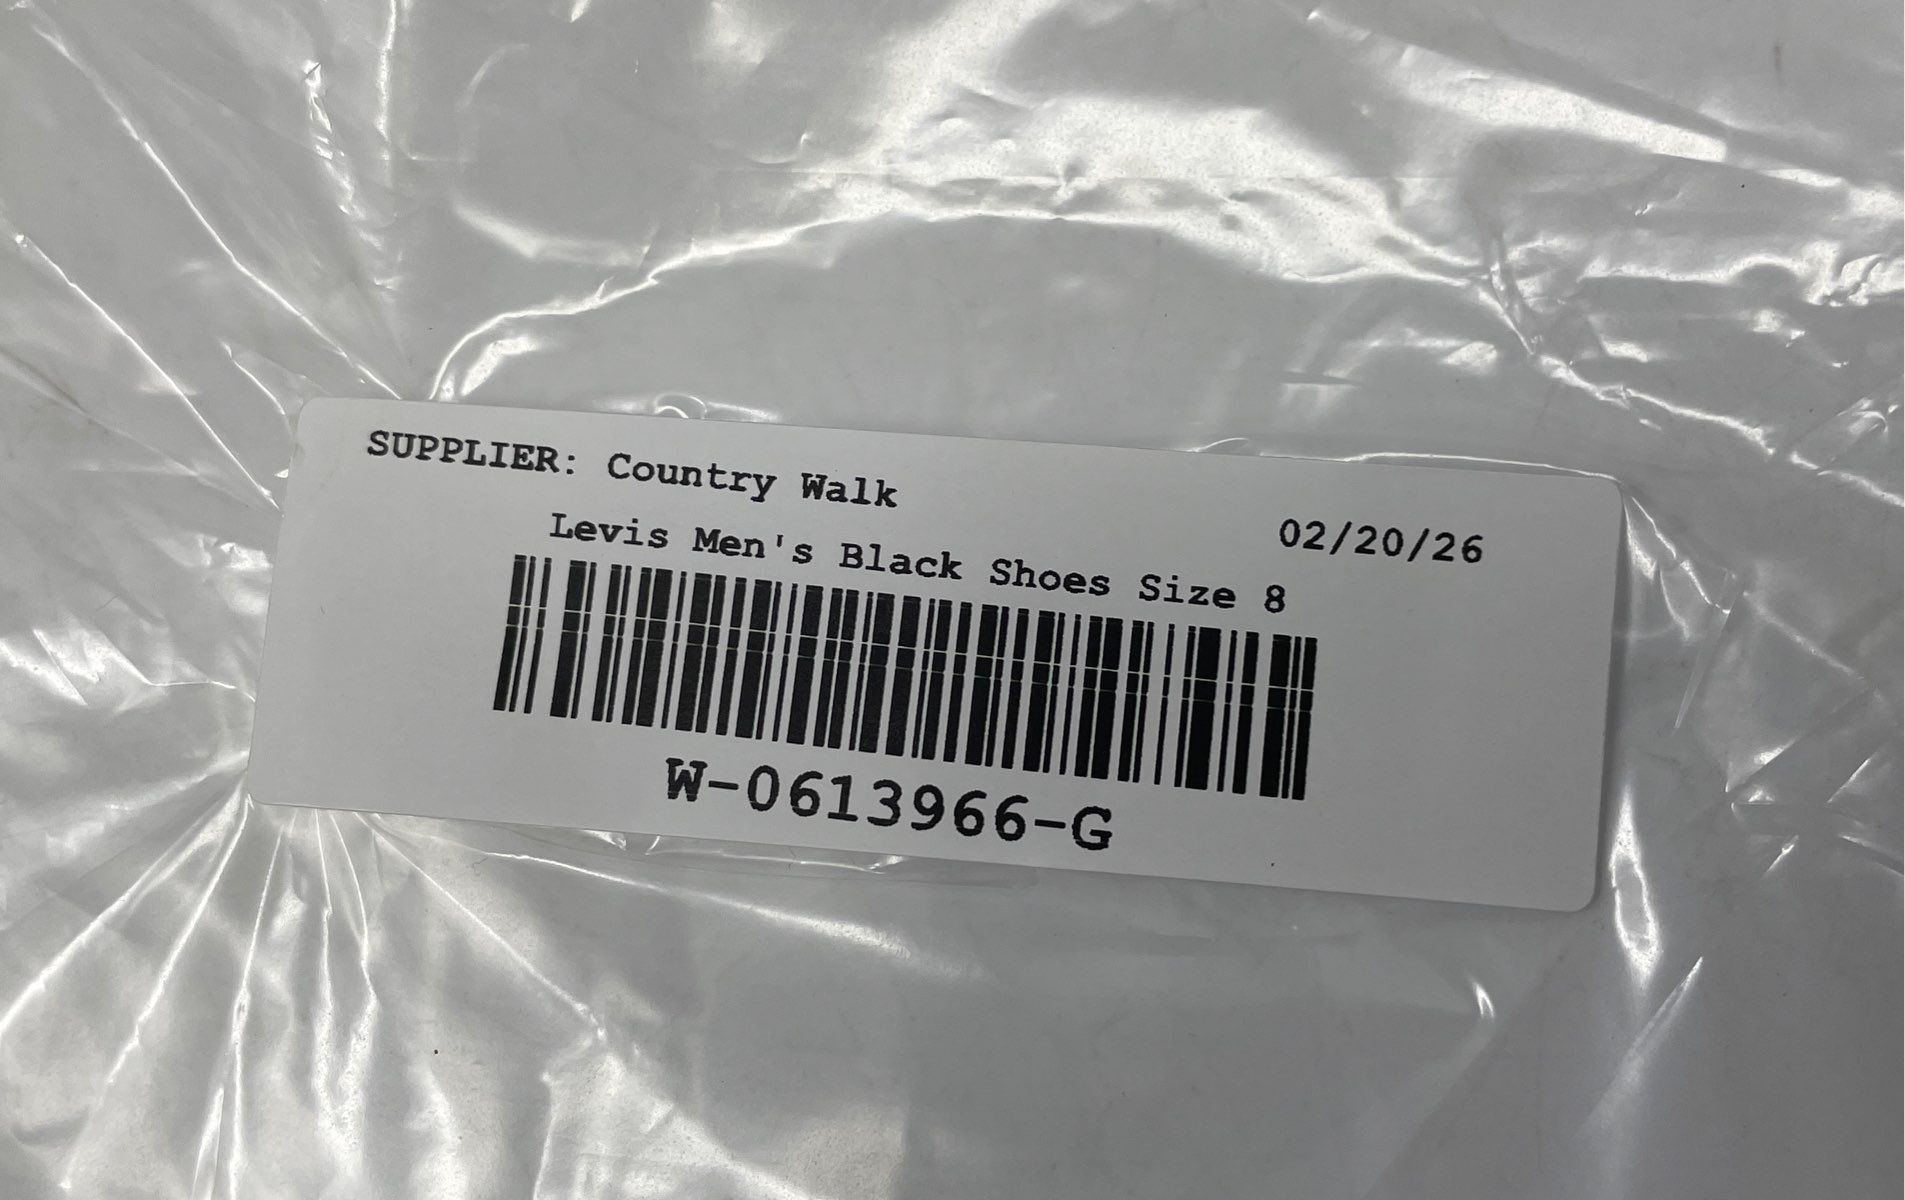 SUPPLIER: Country Walk
02/20/26
Levis Men's Black Shoes Size 8
W-0613966-G